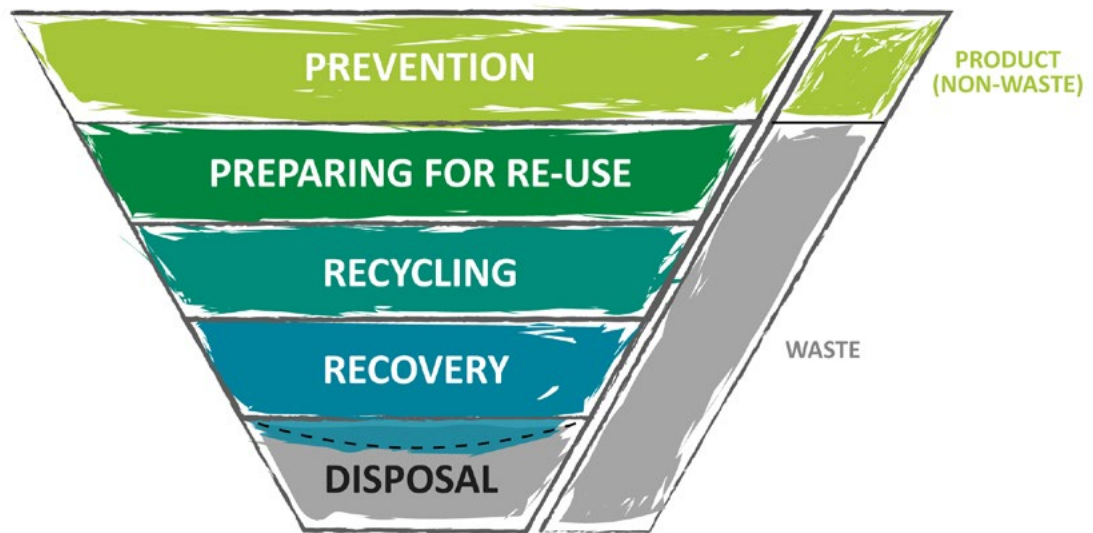 PREVENTION
PRODUCT
(NON-WASTE)
PREPARING FOR RE-USE
RECYCLING
RECOVERY
WASTE
DISPOSAL